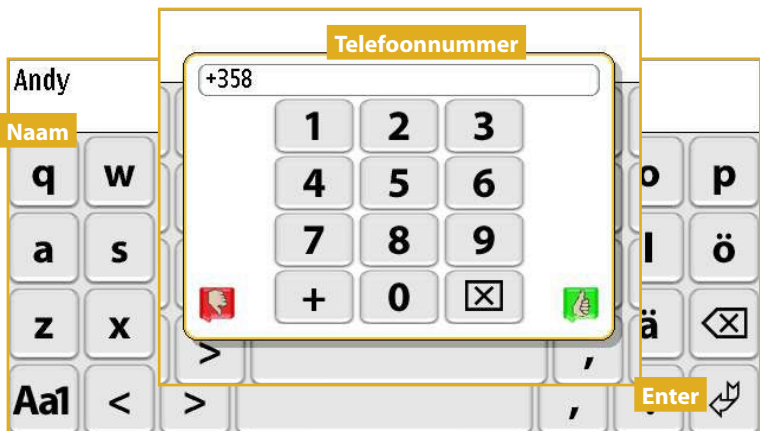 Telefoonnummer
+358
Andy
Naam
1 2 3
q w o p
4 5 6
a s l ö
7 8 9
+ 0
z x ä
> ,
Enter
Aa1 < > ,